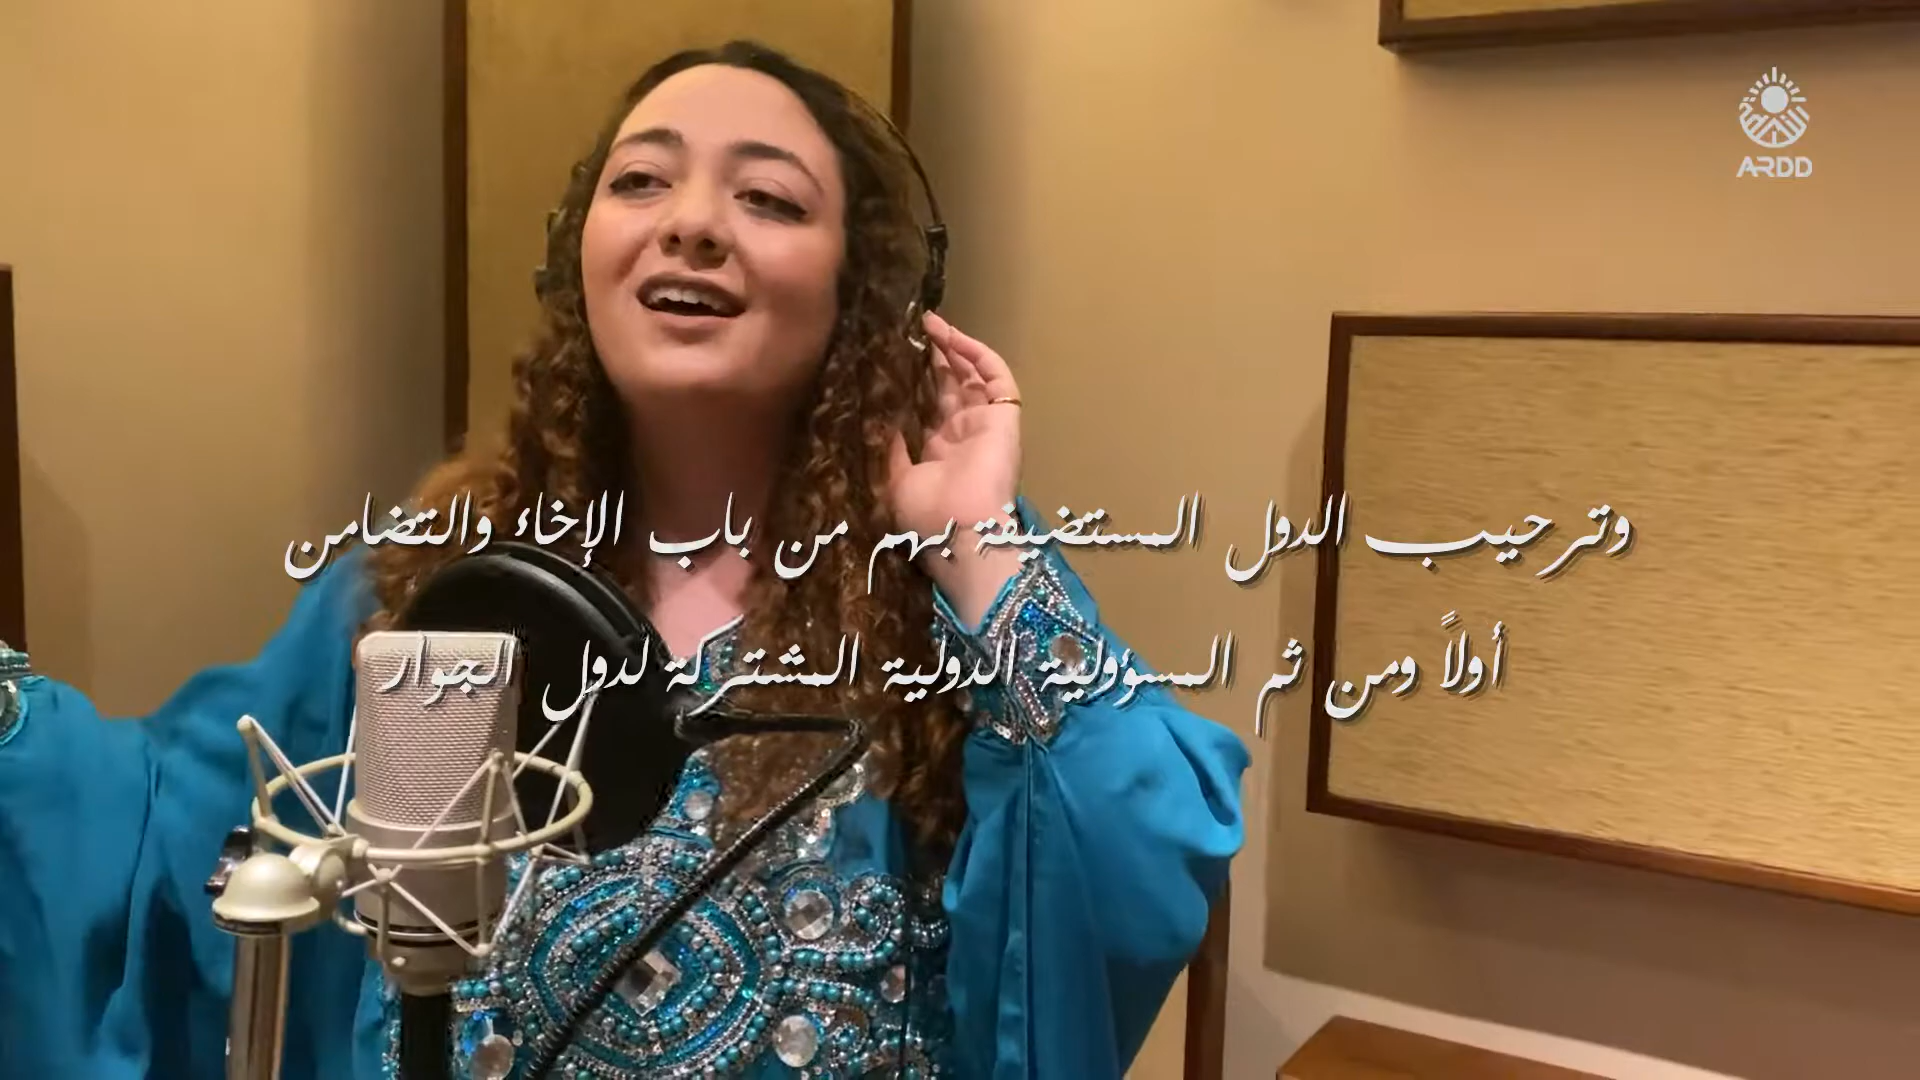 ARDD
وترحيب الدول المستضيفة بهم من باب الإخاء والتضامن
أولاً ومن ثم المسؤولية الدولية المشتركة لدول الجوار